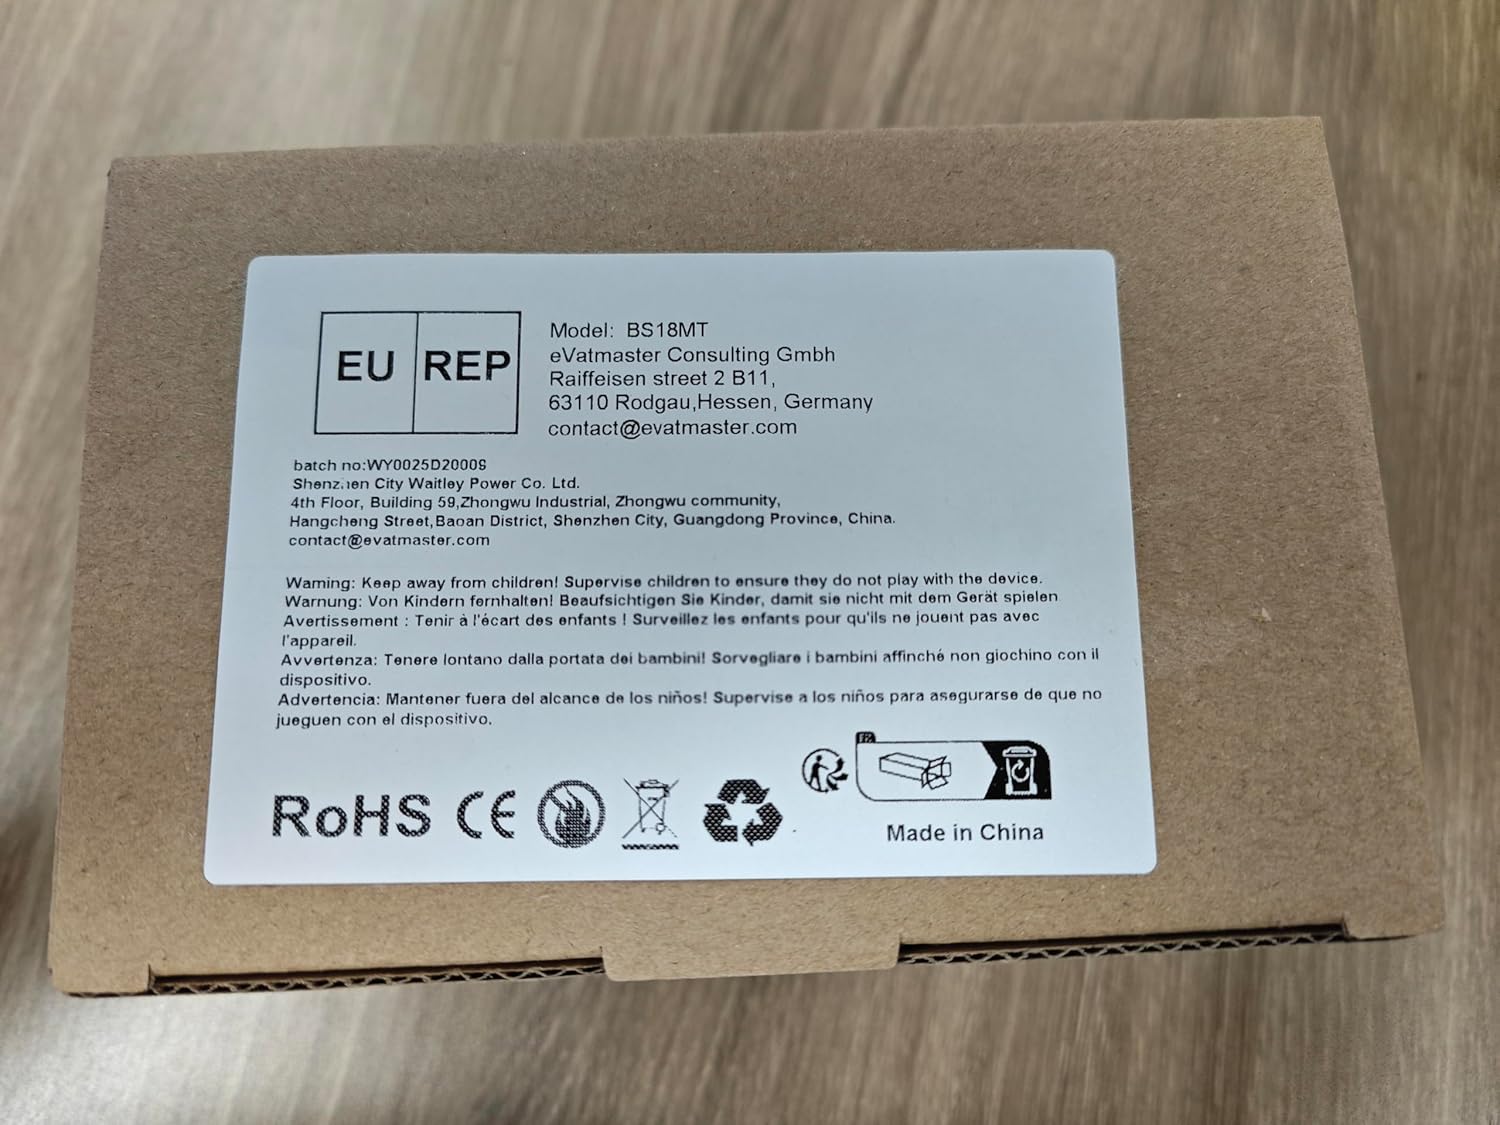 EU REP
Model: BS18MT
eVatmaster Consulting Gmbh
Raiffeisen street 2 B11,
63110 Rodgau,Hessen, Germany
contact@evatmaster.com
batch no:WY0025D20009
Shenzhen City Waitley Power Co. Ltd.
4th Floor, Building 59,Zhongwu Industrial, Zhongwu community,
Hangcheng Street,Baoan District, Shenzhen City, Guangdong Province, China.
contact@evatmaster.com
Warning: Keep away from children! Supervise children to ensure they do not play with the device.
Warnung: Von Kindern fernhalten! Beaufsichtigen Sie Kinder, damit sie nicht mit dem Gerät spielen
Avertissement : Tenir à l'écart des enfants ! Surveillez les enfants pour qu'ils ne jouent pas avec
l'appareil.
Avvertenza: Tenere lontano dalla portata dei bambini! Sorvegliare i bambini affinché non giochino con il
dispositivo.
Advertencia: Mantener fuera del alcance de los niños! Supervise a los niños para asegurarse de que no
jueguen con el dispositivo.
FR
RoHS CE
Made in China